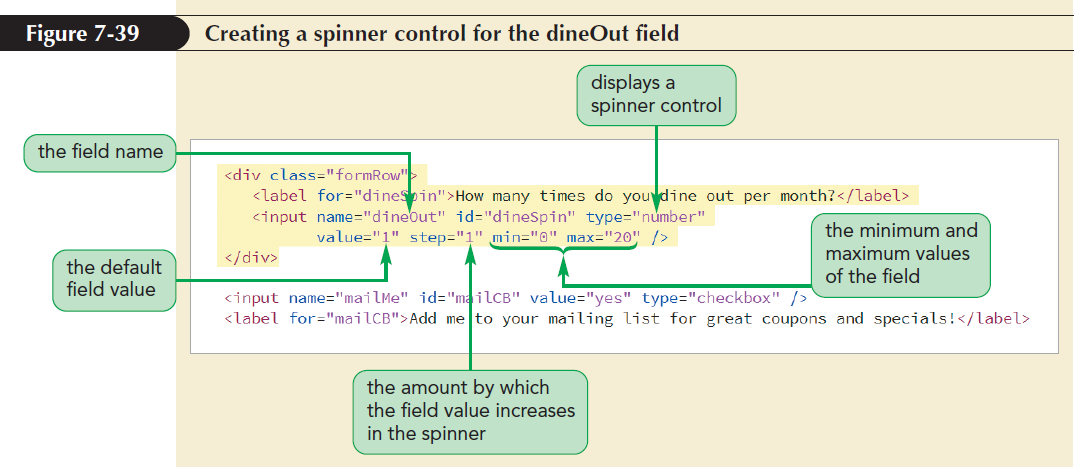 Figure 7-39
Creating a spinner control for the dineOut field
displays a
spinner control
the field name
<div class="formRow">
<label for="dineSpin">How many times do you dine out per month?</label>
<input name="dineOut" id="dineSpin" type="number"
value="1" step="1" min="0" max="20" />
</div>
the minimum and
maximum values
of the field
the default
field value
<input name="mailMe" id="mailCB" value="yes" type="checkbox" />
<label for="mailCB">Add me to your mailing list for great coupons and specials!</label>
the amount by which
the field value increases
in the spinner